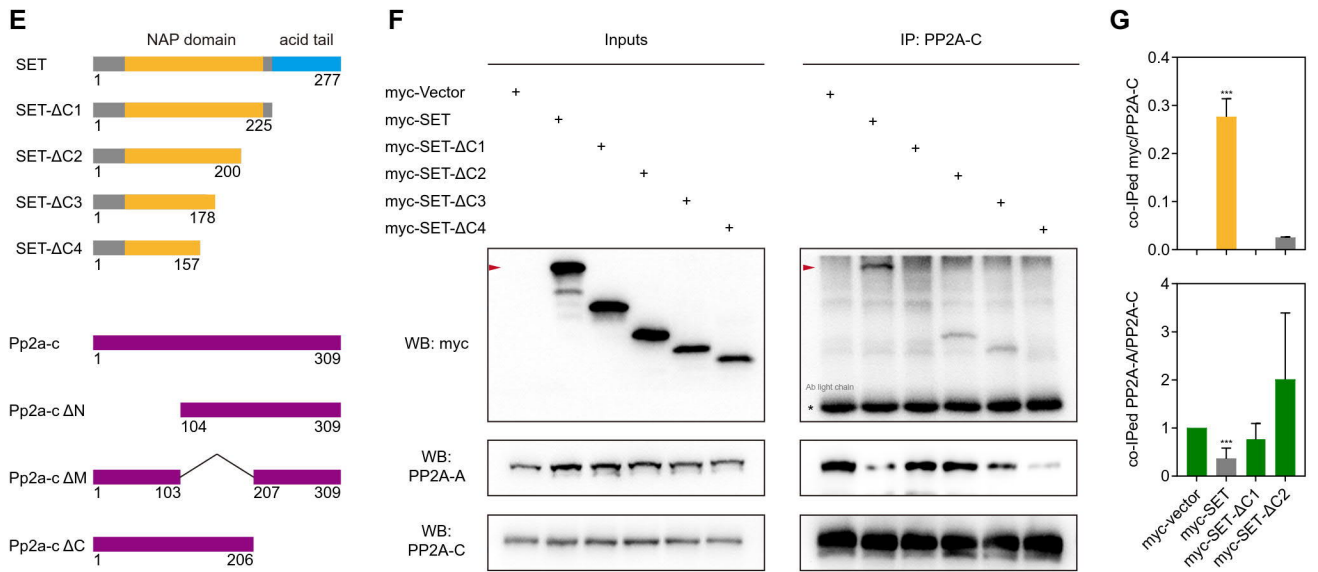 E
NAP domain acid tail
SET
1 277
SET-ΔC1
1 225
SET-ΔC2
1 200
SET-ΔC3
1 178
SET-ΔC4
1 157
Pp2a-c
1 309
Pp2a-c ΔN
104 309
Pp2a-c ΔM
1 103 207 309
Pp2a-c ΔC
1 206
F
Inputs IP: PP2A-C
myc-Vector + +
myc-SET + +
myc-SET-ΔC1 + +
myc-SET-ΔC2 + +
myc-SET-ΔC3 + +
myc-SET-ΔC4 + +
WB: myc
Ab light chain
*
WB:
PP2A-A
WB:
PP2A-C
G
co-IPed myc/PP2A-C
0.4
0.3
0.2
0.1
0.0
***
co-IPed PP2A-A/PP2A-C
4
3
2
1
0
***
myc-vector
myc-SET
myc-SET-ΔC1
myc-SET-ΔC2